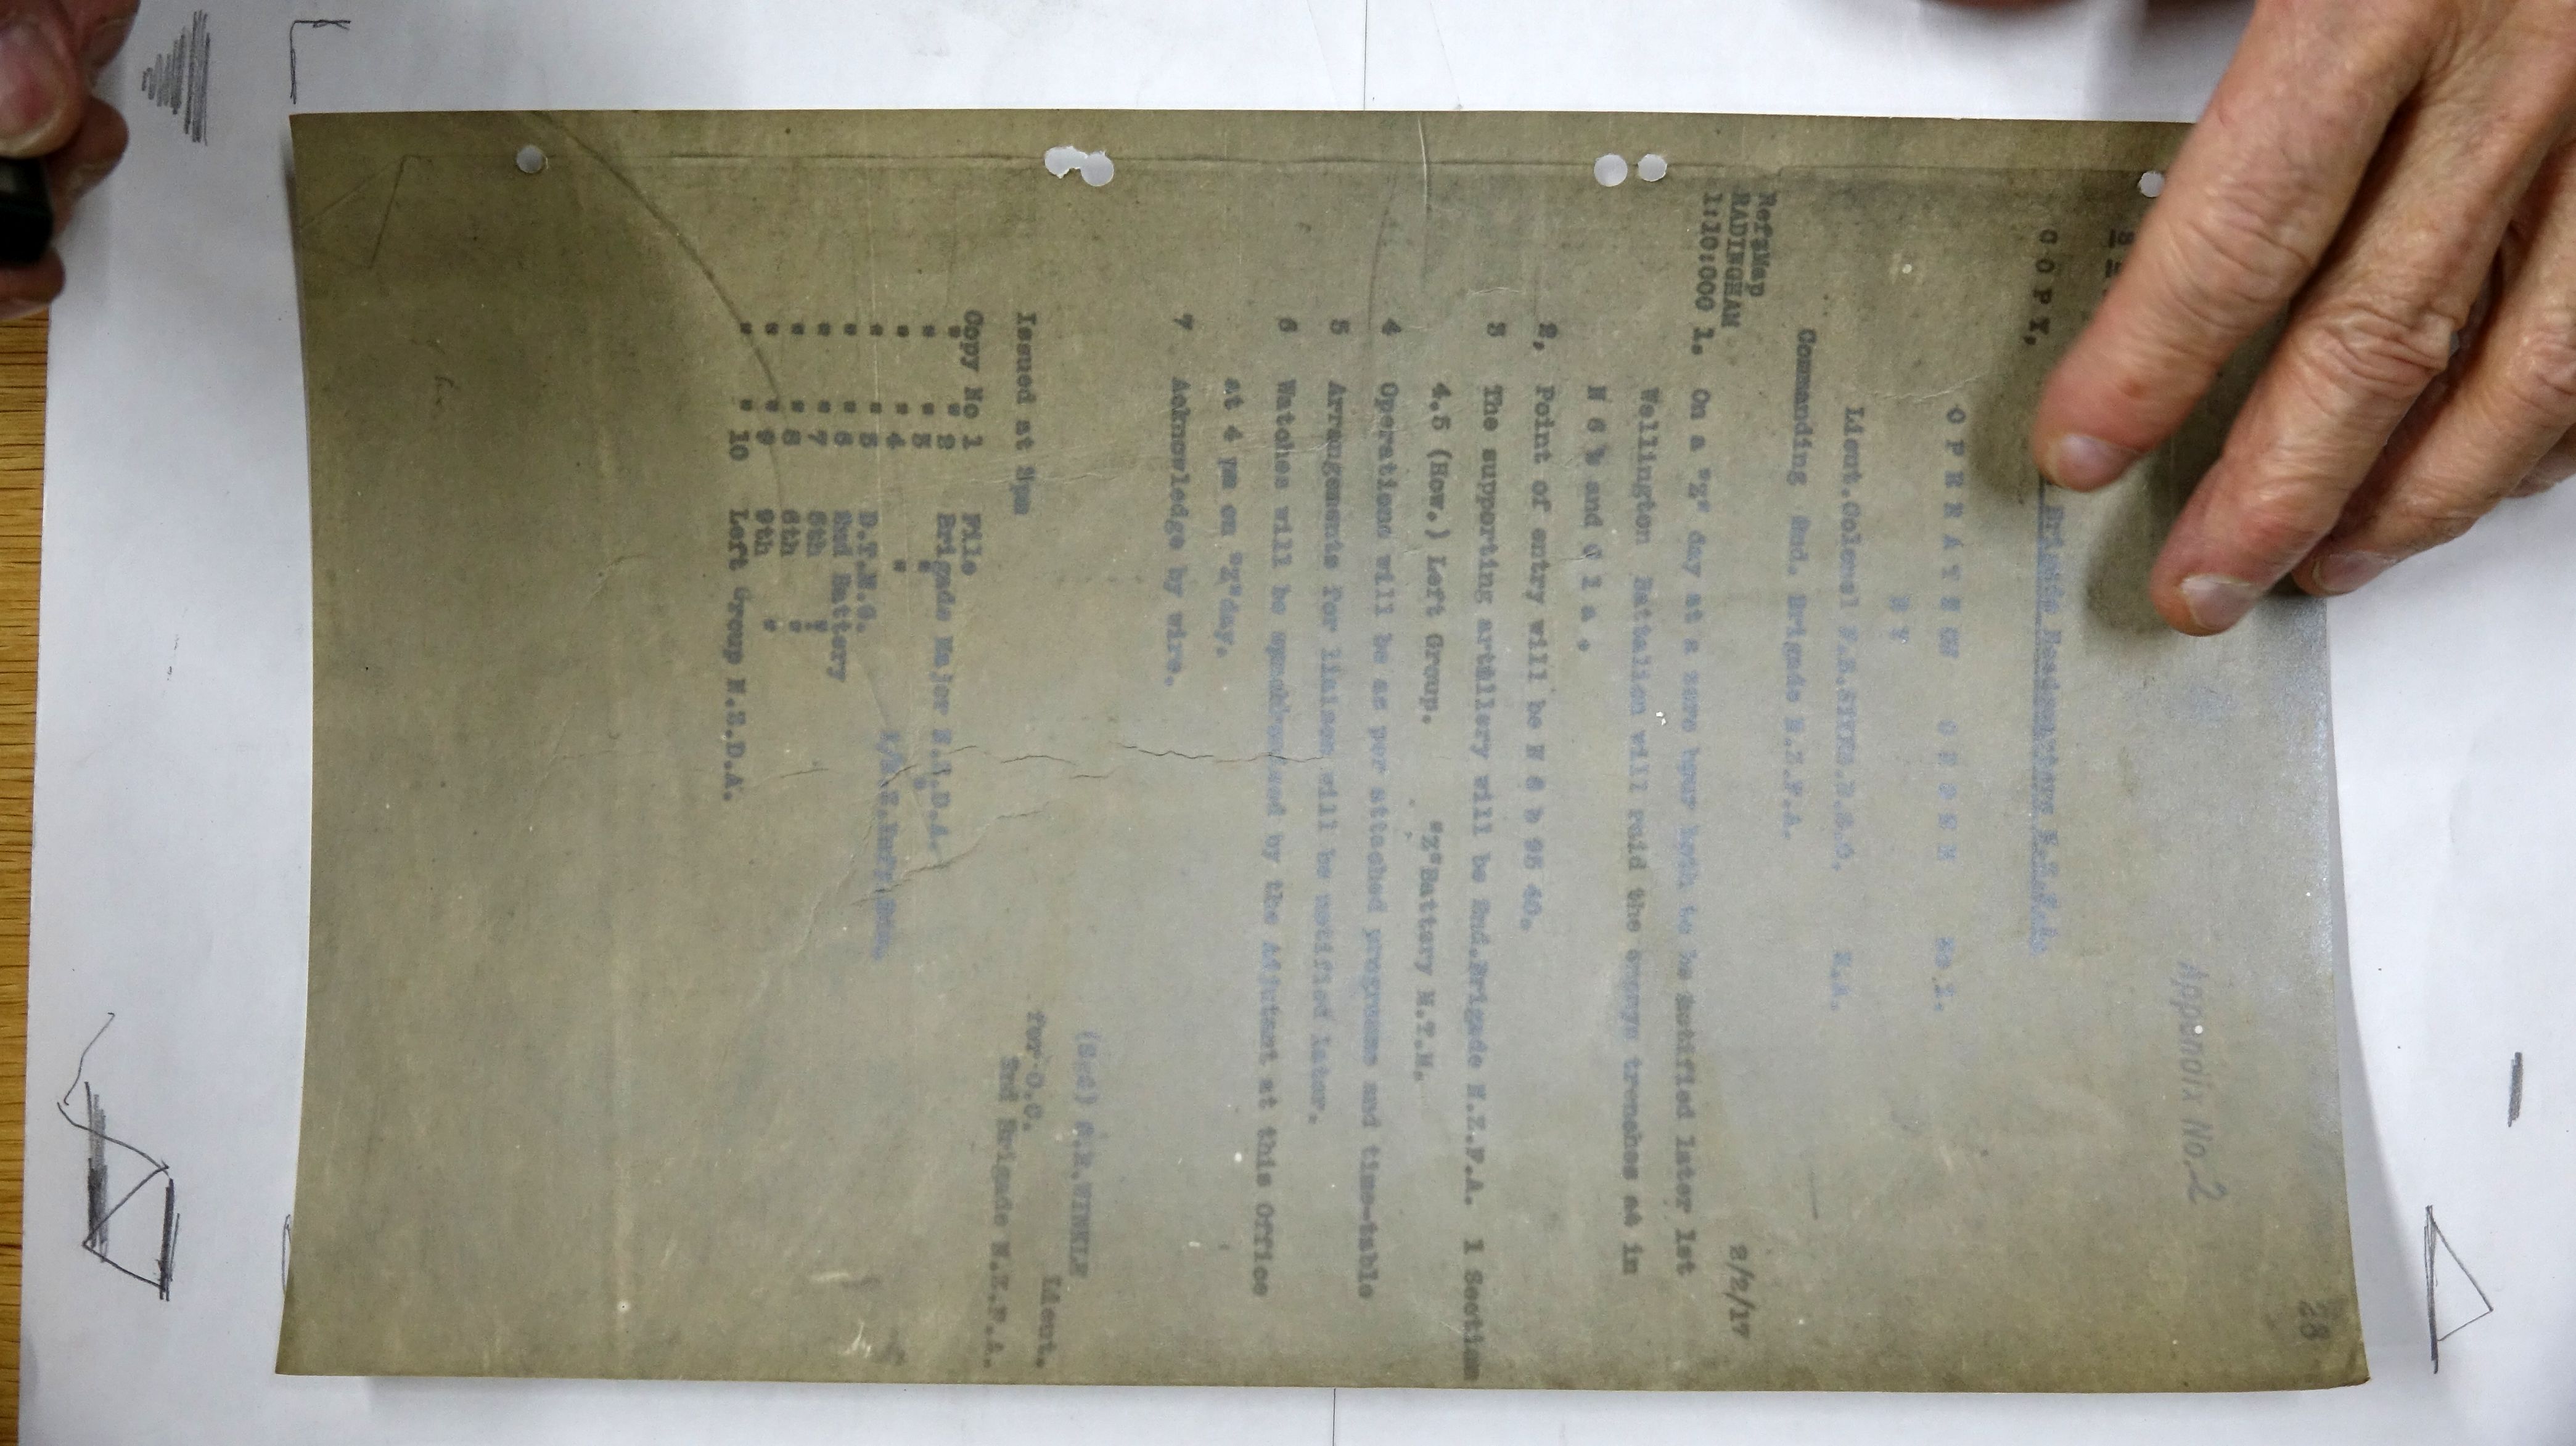 28
Appendix No.2
C O P Y,
Brigade Headquarters N.Z.F.A.
O P R R A T I ON O R D E R No 1.
B Y
Lieut.Colonel F.B.SYKES.D.S.O. R.A.
Commanding 2nd. Brigade N.Z.F.A.
2/2/17
Ref:Map
RADINGHAM
1:10:000 1. On a "Z" day at a zero hour both to be notified later 1st
Wellington Battalion will raid the enemys trenches at in
N 6 b and O 1 a .
2, Point of entry will be N 6 b 95 40.
3 The supporting artillery will be 2nd.Brigade N.Z.F.A. 1 Section
4.5 (How.) Left Group. "Z"Battery M.T.M.
4 Operations will be as per attached programme and time-table
5 Arrangements for liaison will be notified later.
6 Watches will be synchronised by the Adjutant at this Office
at 4 pm on "Z"day.
7 Acknowledge by wire.
(Sgd) A.R.WINKLE
Lieut.
Issued at 8pm for O.C.
2nd Brigade N.Z.F.A.
Copy No 1 File
" " 2 Brigade Major N.Z.D.A.
" " 3 "
" " 4 "
" " 5 D.T.M.O.
" " 6 2nd Battery
" " 7 5th "
" " 8 6th "
" " 9 9th "
" " 10 Left Group N.Z.D.A.